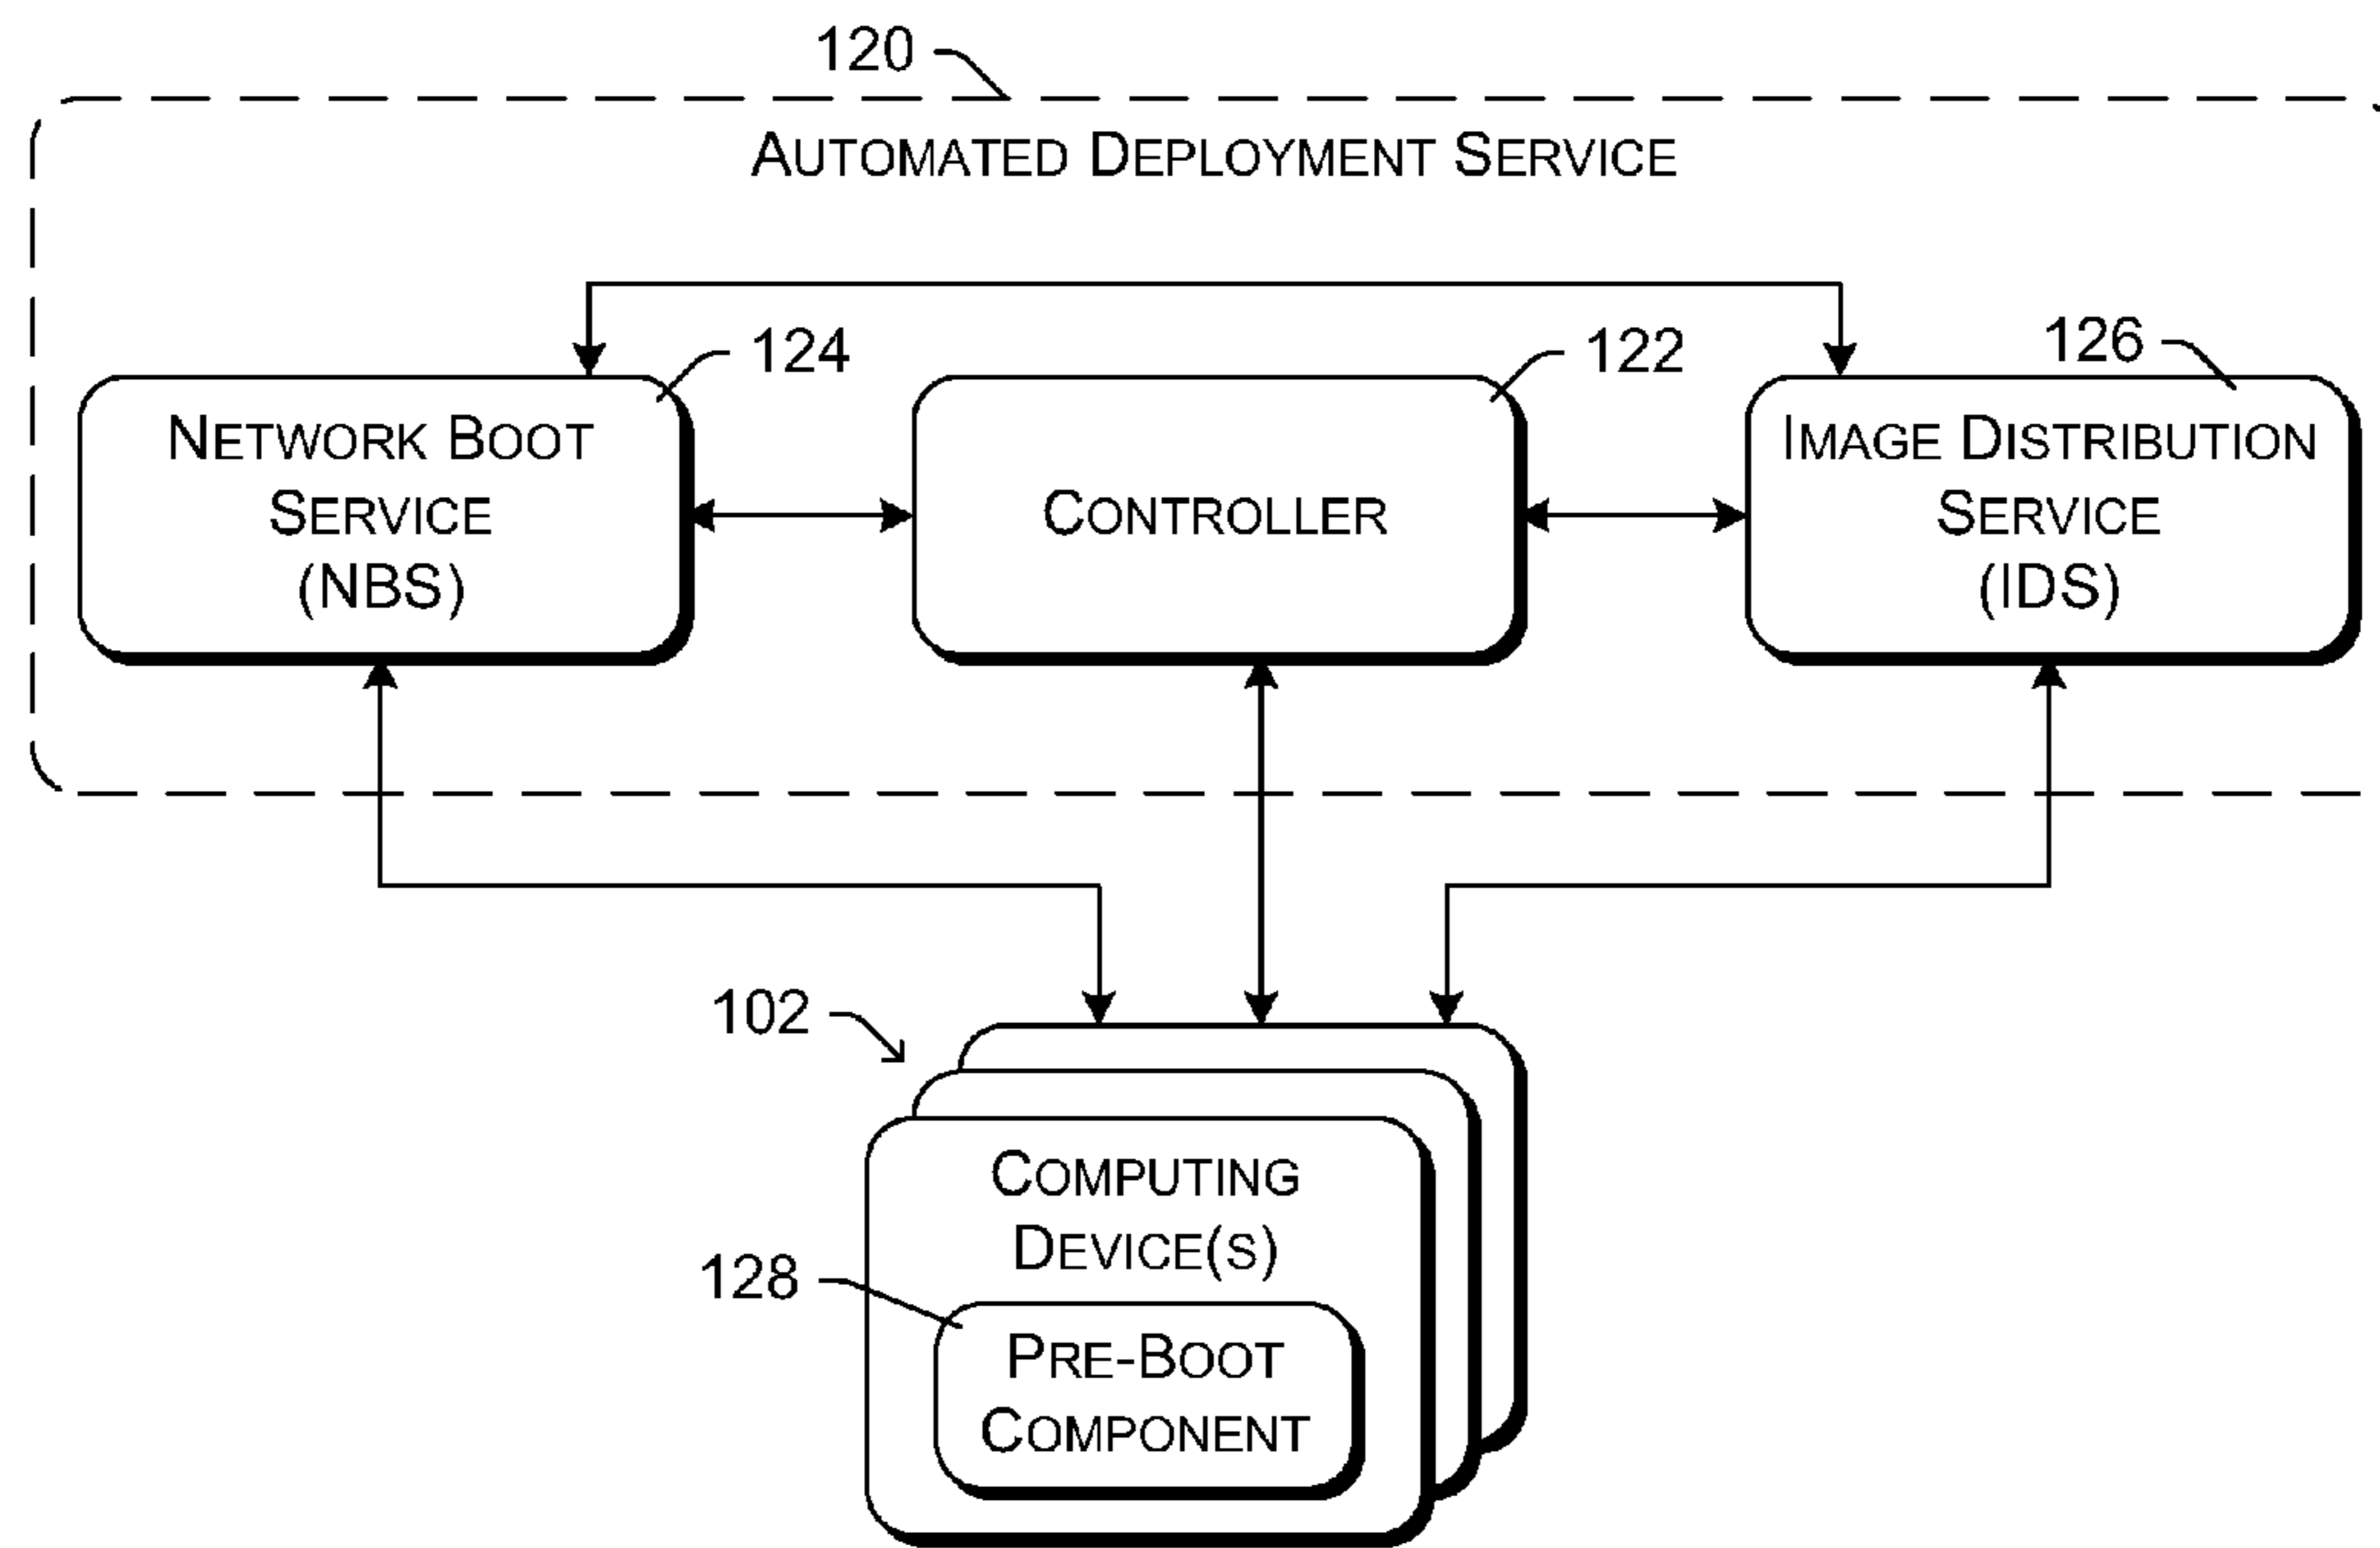 120
AUTOMATED DEPLOYMENT SERVICE
124
122
126
NETWORK BOOT
SERVICE
(NBS)
CONTROLLER
IMAGE DISTRIBUTION
SERVICE
(IDS)
102
COMPUTING
DEVICE(S)
128
PRE-BOOT
COMPONENT